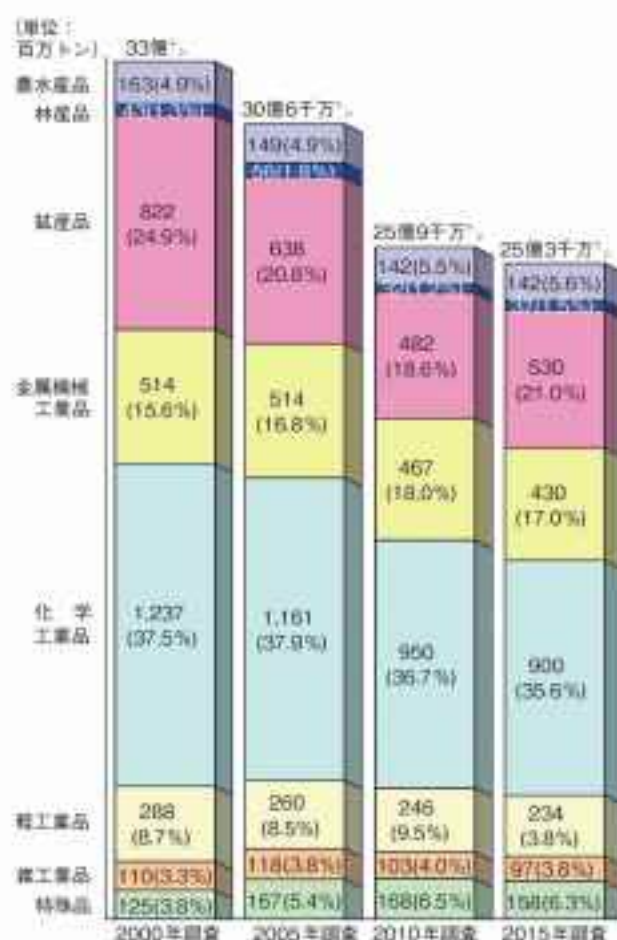 (単位：
百万トン)
33億㌧
農水産品
163(4.9%)
林産品
30億6千万㌧
149(4.9%)
56(1.8%)
鉱産品
822
(24.9%)
638
(20.8%)
25億9千万㌧
142(5.5%)
482
(18.6%)
25億3千万㌧
142(5.6%)
530
(21.0%)
金属機械
工業品
514
(15.6%)
514
(16.8%)
467
(18.0%)
430
(17.0%)
化　学
工業品
1,237
(37.5%)
1,161
(37.9%)
950
(36.7%)
900
(35.6%)
軽工業品
288
(8.7%)
260
(8.5%)
246
(9.5%)
234
(3.8%)
雑工業品
110(3.3%)
118(3.8%)
103(4.0%)
97(3.8%)
特殊品
125(3.8%)
167(5.4%)
168(6.5%)
158(6.3%)
2000年調査
2005年調査
2010年調査
2015年調査